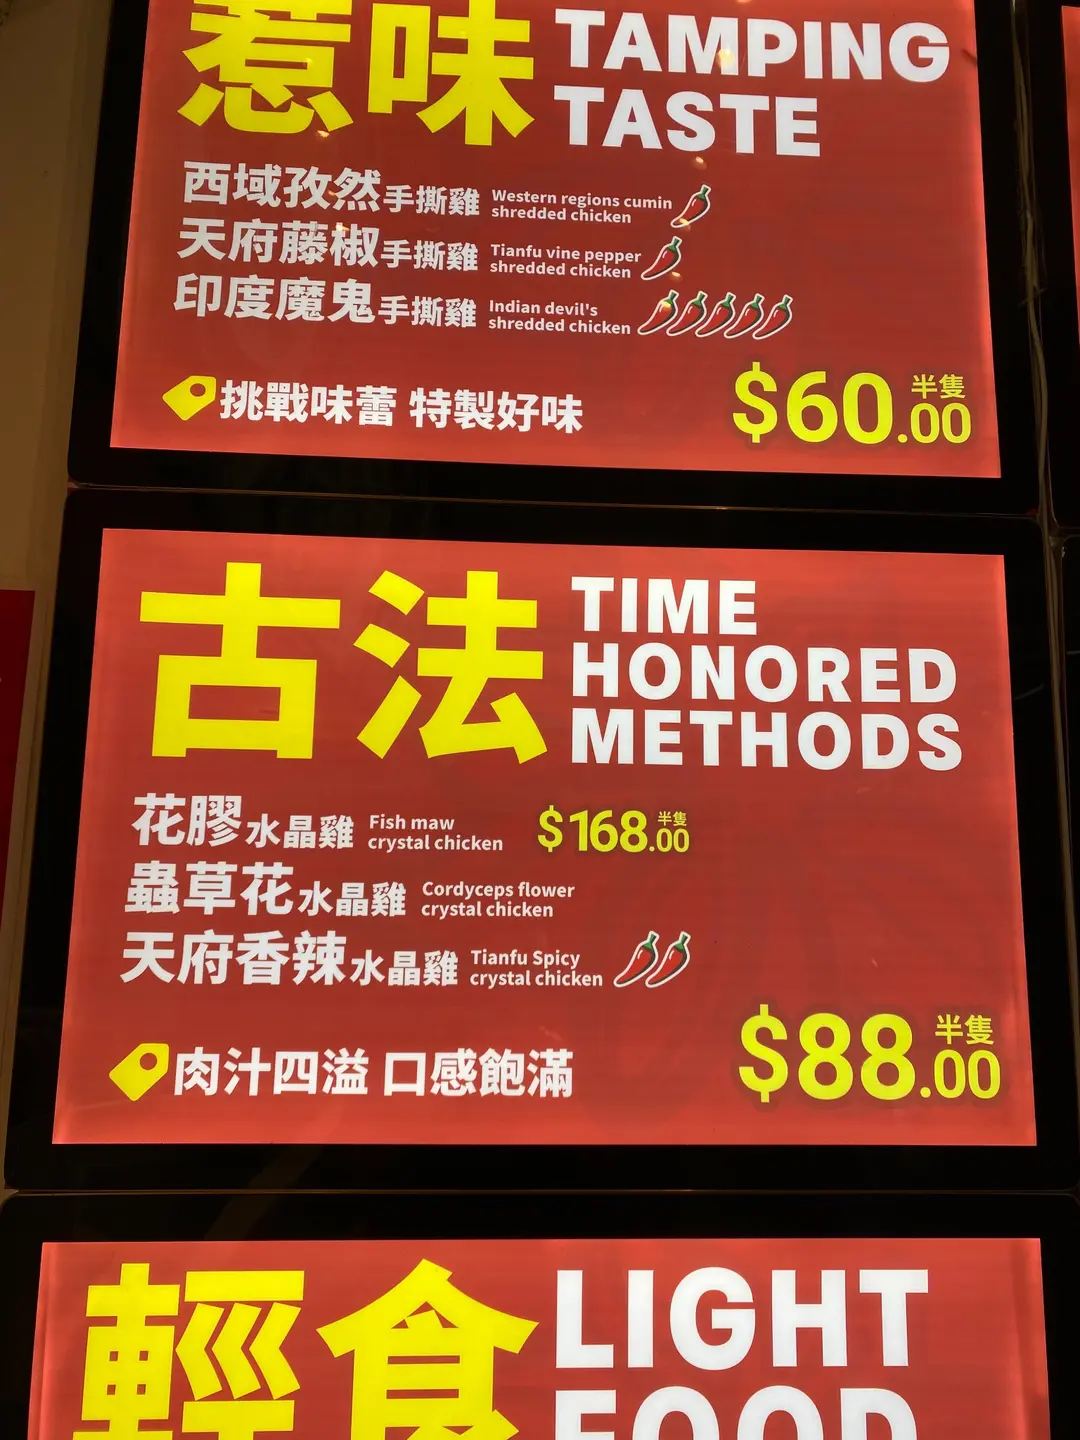 惹味 TAMPING
TASTE
西域孜然手撕雞 Western regions cumin
shredded chicken
天府藤椒手撕雞 Tianfu vine pepper
shredded chicken
印度魔鬼手撕雞 Indian devil's
shredded chicken
挑戰味蕾 特製好味
$60.00 半隻
古法 TIME
HONORED
METHODS
花膠水晶雞 Fish maw
crystal chicken
$168.00 半隻
蟲草花水晶雞 Cordyceps flower
crystal chicken
天府香辣水晶雞 Tianfu Spicy
crystal chicken
肉汁四溢 口感飽滿
$88.00 半隻
輕食 LIGHT
FOOD